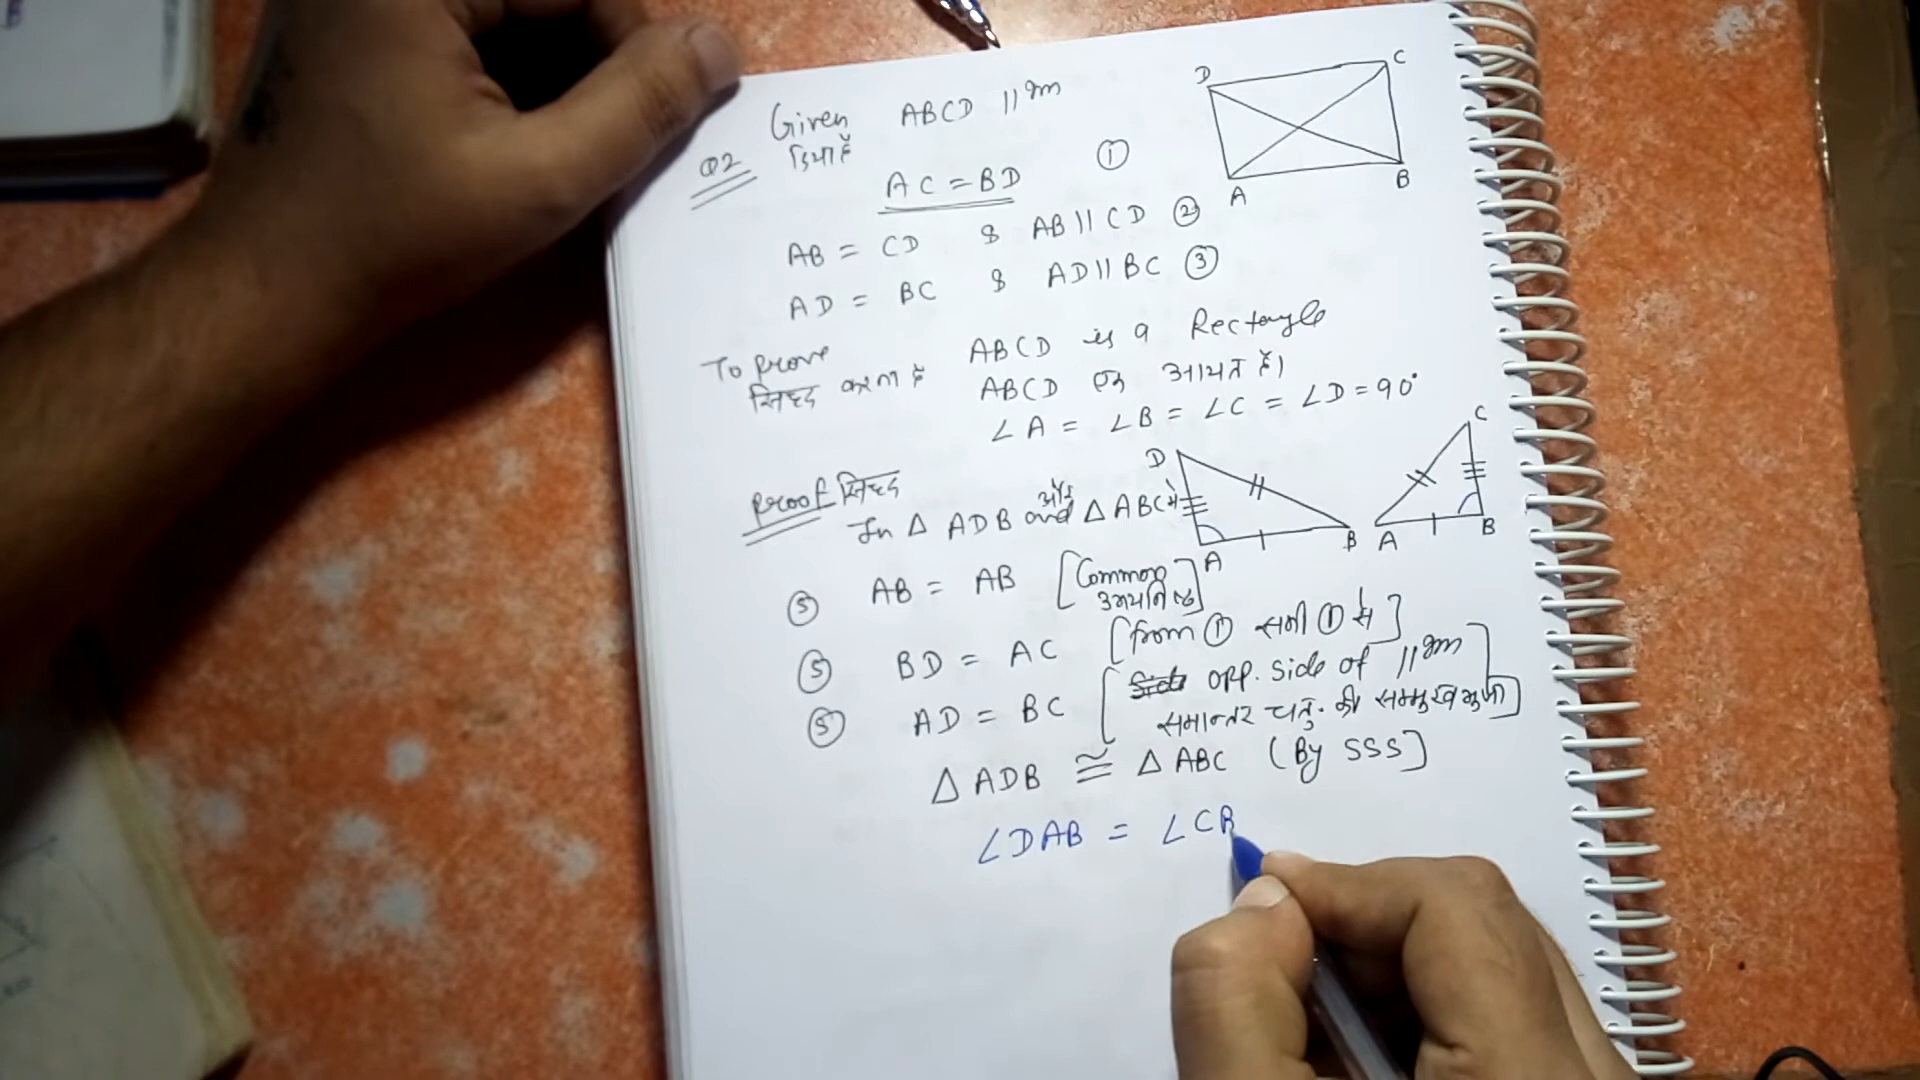 Q2 Given ABCD ||gm
दिया है
AC = BD ①
AB = CD & AB || CD ②
AD = BC & AD || BC ③
To prove ABCD is a Rectangle
सिद्ध करना है ABCD एक आयत है।
∠A = ∠B = ∠C = ∠D = 90°
Proof सिद्ध
In △ ADB and और △ ABC में
Ⓢ AB = AB [Common उभयनिष्ठ]
Ⓢ BD = AC [from ① समी ① से]
Ⓢ AD = BC [opp. side of ||gm
समान्तर चतु. की सम्मुख भुजा]
△ ADB ≅ △ ABC (By SSS]
∠DAB = ∠CB
D C
A B
D A B
C A B